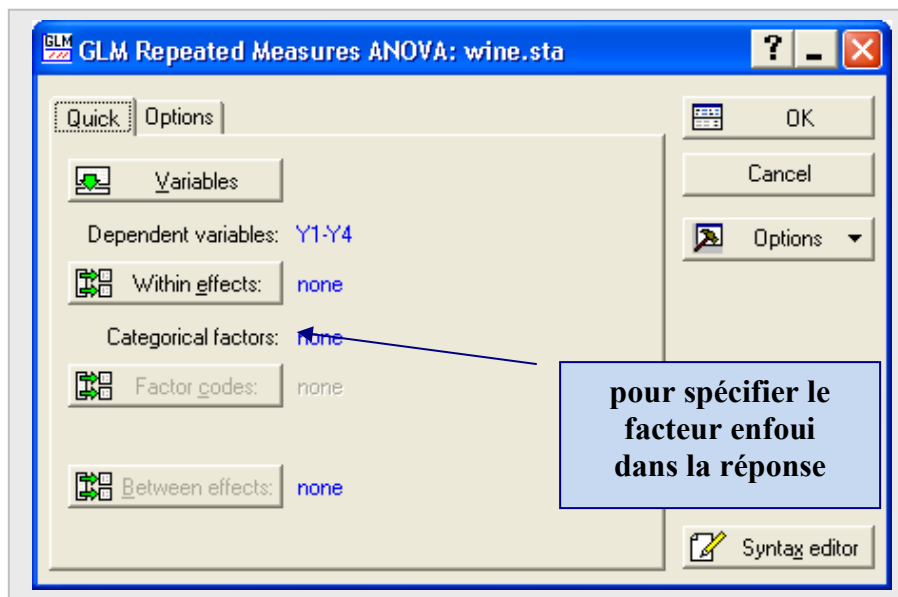 GLM GLM Repeated Measures ANOVA: wine.sta
Quick Options
OK
Variables
Cancel
Dependent variables: Y1-Y4
Options
Within effects: none
Categorical factors: none
Factor codes: none
pour spécifier le
facteur enfoui
dans la réponse
Between effects: none
Syntax editor